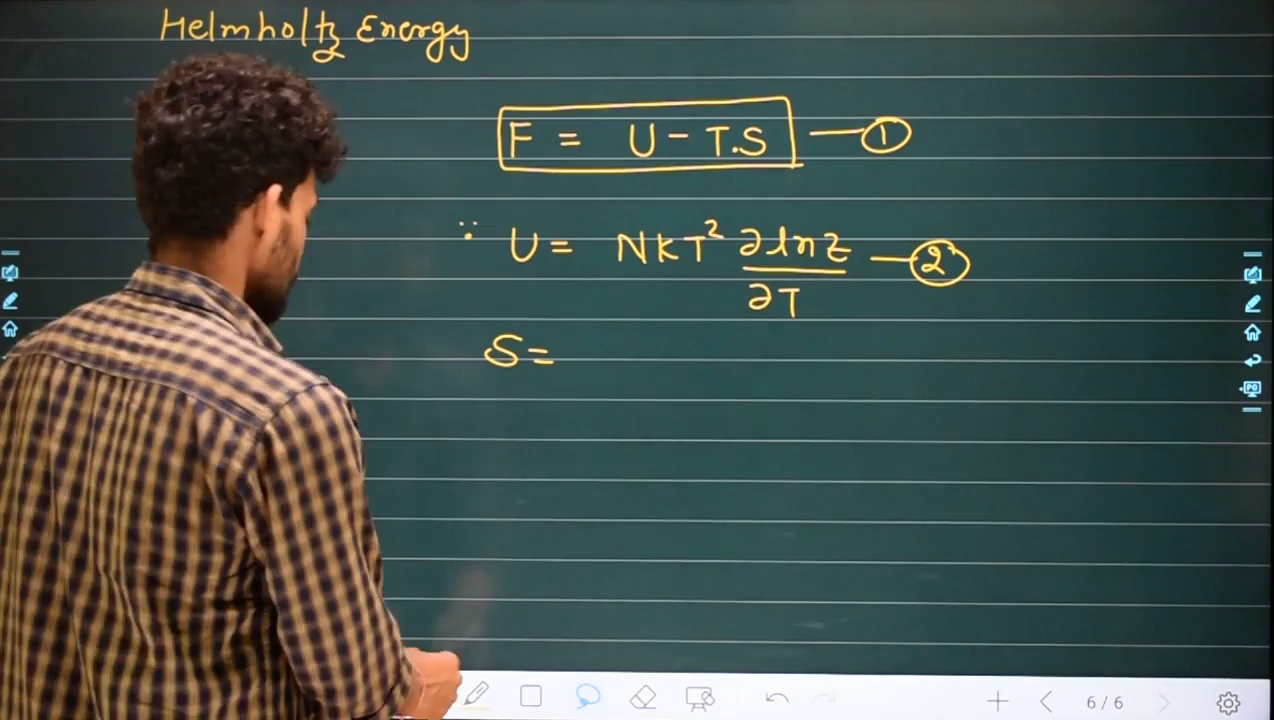 Helmholtz Energy
F = U - T.S — 1
∵ U = NKT² ∂lnZ/∂T — 2
S =
6/6